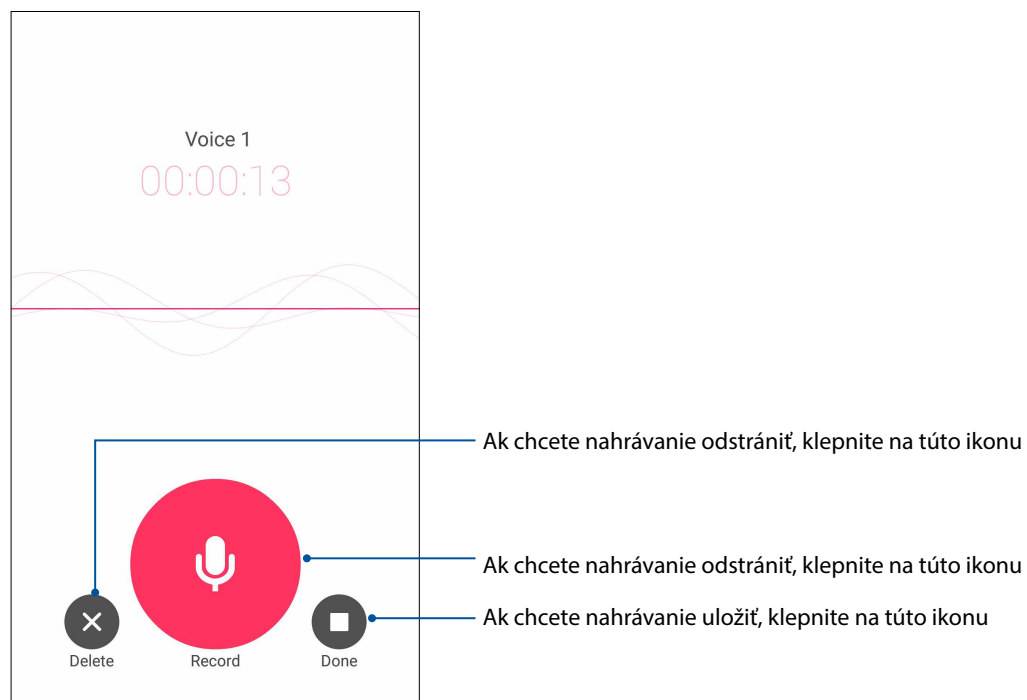 Voice 1
00:00:13
Ak chcete nahrávanie odstrániť, klepnite na túto ikonu
Ak chcete nahrávanie odstrániť, klepnite na túto ikonu
Ak chcete nahrávanie uložiť, klepnite na túto ikonu
Delete
Record
Done